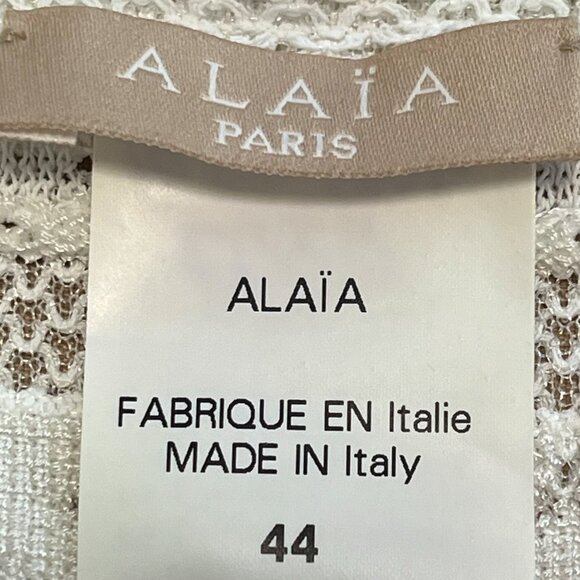 ALAÏA
PARIS
ALAÏA
FABRIQUE EN Italie
MADE IN Italy
44